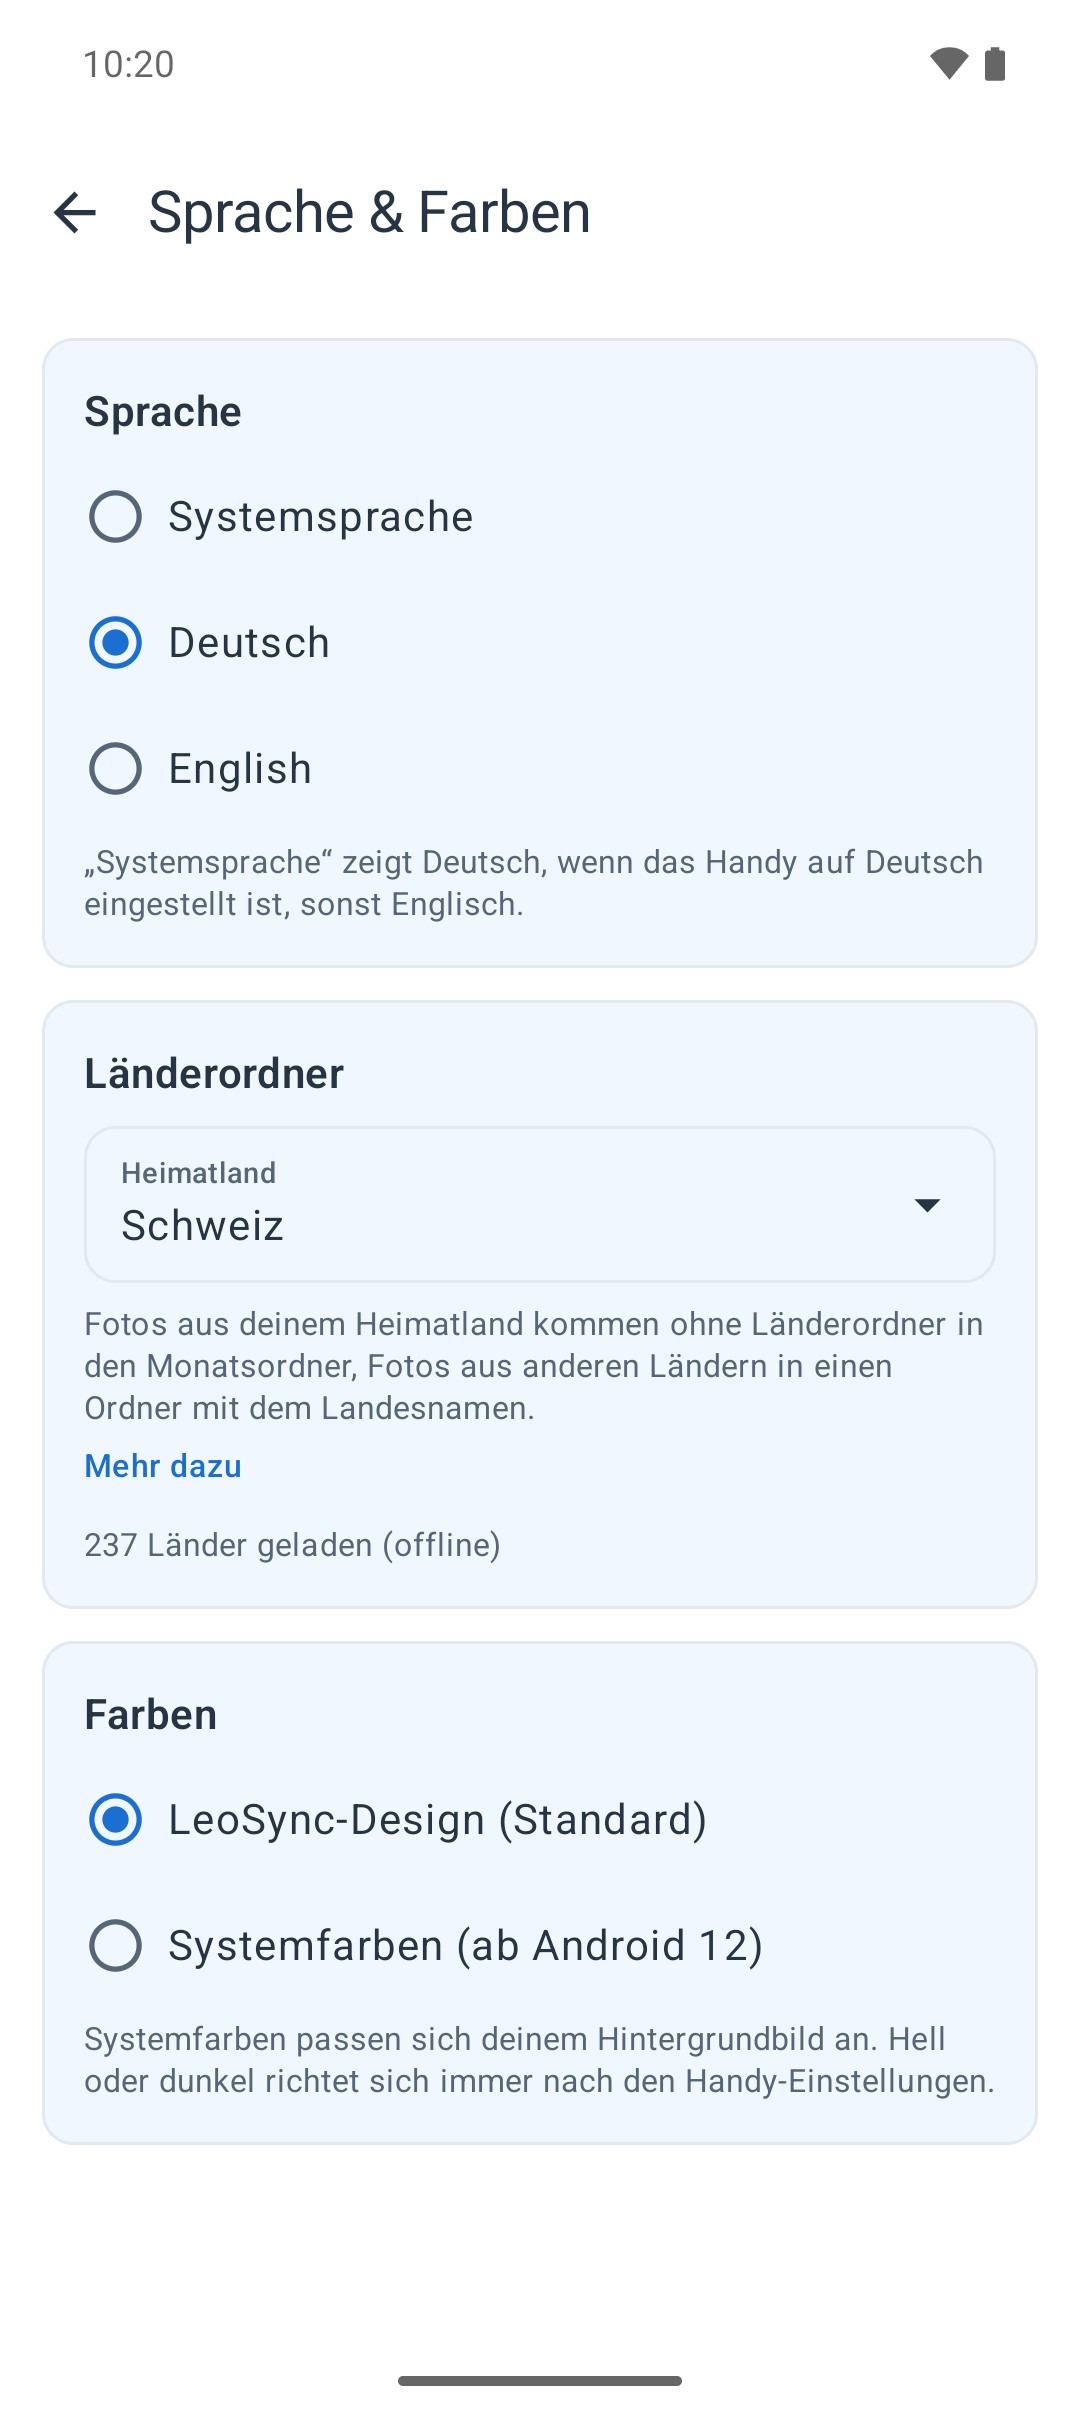 10:20
Sprache & Farben
Sprache
Systemsprache
Deutsch
English
„Systemsprache“ zeigt Deutsch, wenn das Handy auf Deutsch
eingestellt ist, sonst Englisch.
Länderordner
Heimatland
Schweiz
Fotos aus deinem Heimatland kommen ohne Länderordner in
den Monatsordner, Fotos aus anderen Ländern in einen
Ordner mit dem Landesnamen.
Mehr dazu
237 Länder geladen (offline)
Farben
LeoSync-Design (Standard)
Systemfarben (ab Android 12)
Systemfarben passen sich deinem Hintergrundbild an. Hell
oder dunkel richtet sich immer nach den Handy-Einstellungen.